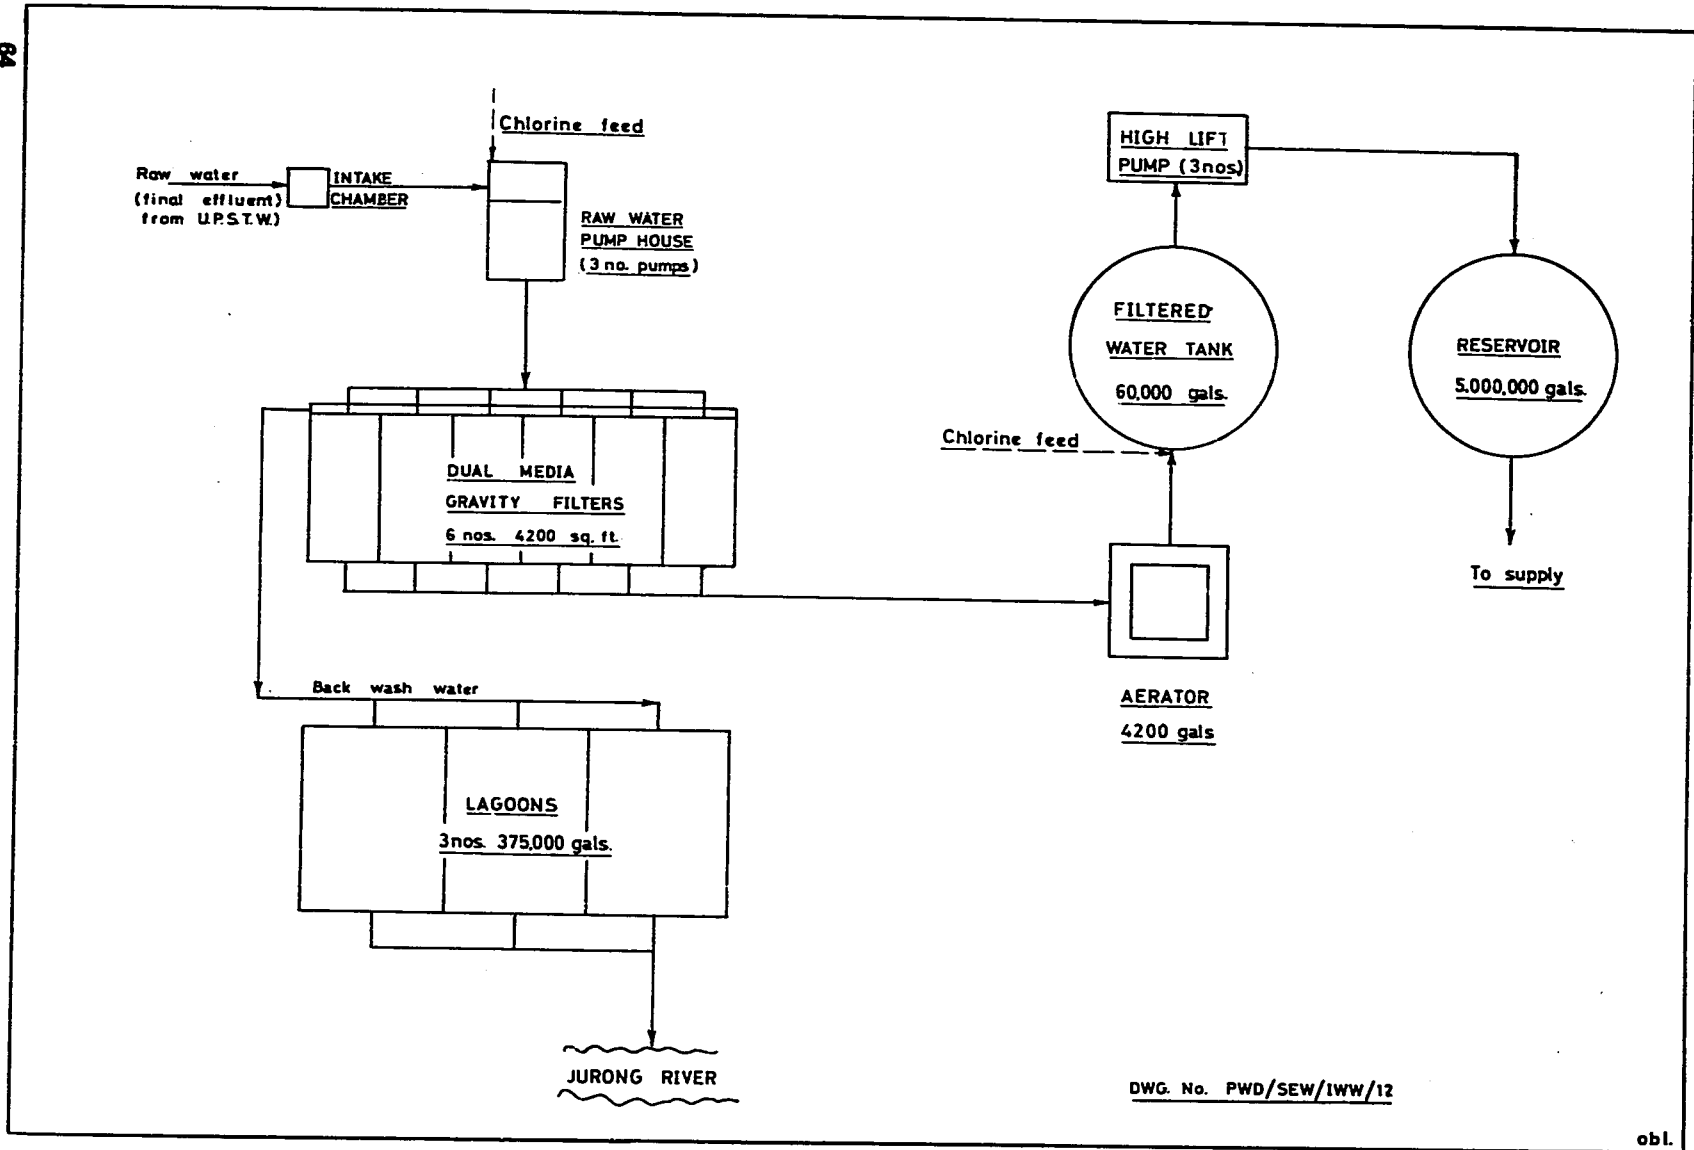 64
Chlorine feed
Raw water
(final effluent)
from U.P.S.T.W.)
INTAKE
CHAMBER
RAW WATER
PUMP HOUSE
(3 no. pumps)
HIGH LIFT
PUMP (3nos.)
FILTERED
WATER TANK
60,000 gals.
RESERVOIR
5,000,000 gals.
Chlorine feed
To supply
DUAL MEDIA
GRAVITY FILTERS
6 nos. 4200 sq. ft.
AERATOR
4200 gals
Back wash water
LAGOONS
3nos. 375,000 gals.
JURONG RIVER
DWG. No. PWD/SEW/IWW/12
obl.